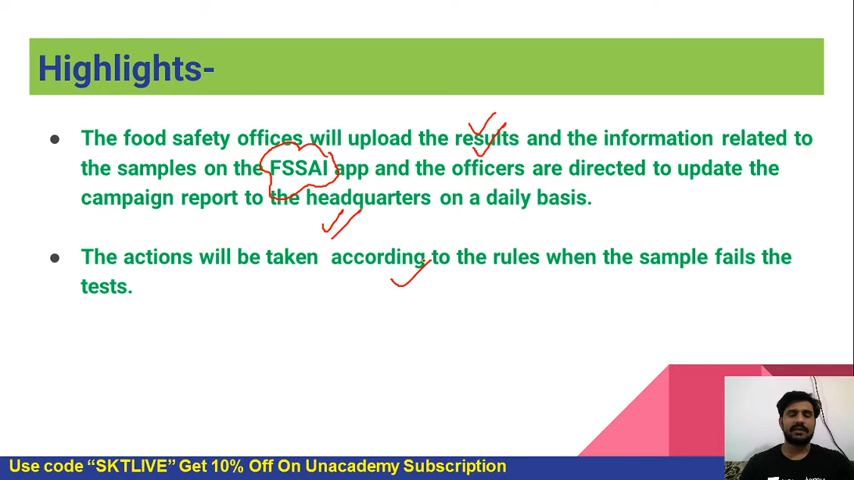 Highlights-
● The food safety offices will upload the results and the information related to
the samples on the FSSAI app and the officers are directed to update the
campaign report to the headquarters on a daily basis.
● The actions will be taken according to the rules when the sample fails the
tests.
Use code “SKTLIVE” Get 10% Off On Unacademy Subscription